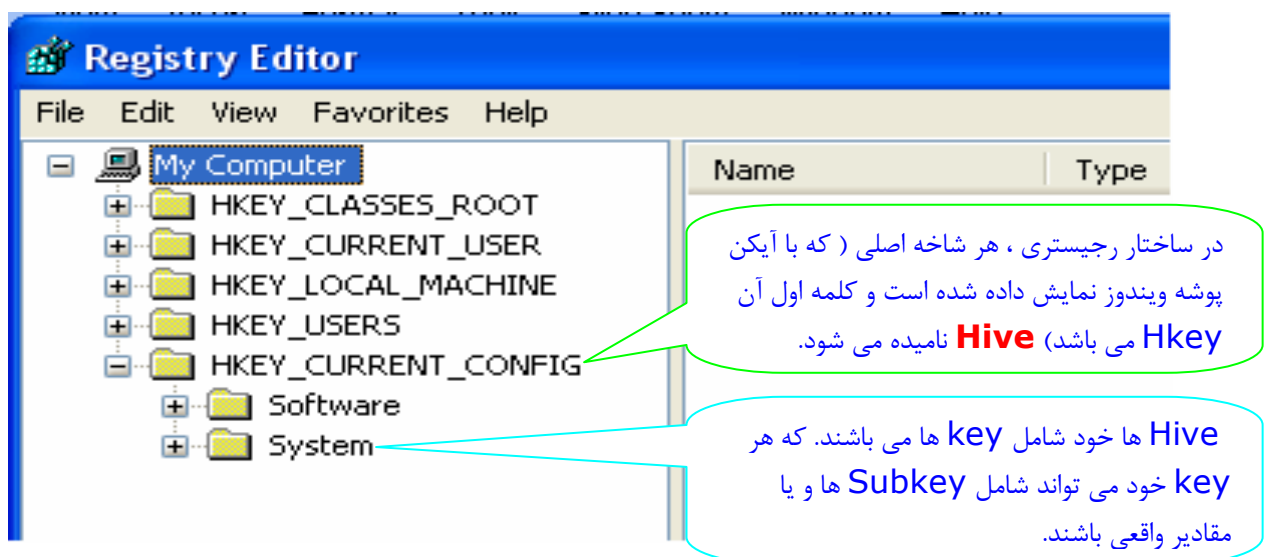 Registry Editor
File Edit View Favorites Help
My Computer
HKEY_CLASSES_ROOT
HKEY_CURRENT_USER
HKEY_LOCAL_MACHINE
HKEY_USERS
HKEY_CURRENT_CONFIG
Software
System
Name Type
در ساختار رجیستری ، هر شاخه اصلی ( که با آیکن
پوشه ویندوز نمایش داده شده است و کلمه اول آن
Hkey می باشد) Hive نامیده می شود.
Hive ها خود شامل key ها می باشند. که هر
key خود می تواند شامل Subkey ها و یا
مقادیر واقعی باشند.